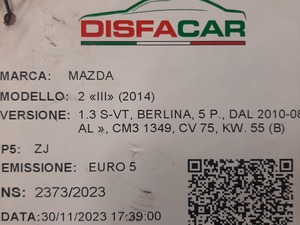 DISFACAR
MARCA: MAZDA
MODELLO: 2 «III» (2014)
VERSIONE: 1.3 S-VT, BERLINA, 5 P., DAL 2010-08
AL », CM3 1349, CV 75, KW. 55 (B)
P5: ZJ
EMISSIONE: EURO 5
NS: 2373/2023
DATA:30/11/2023 17:39:00